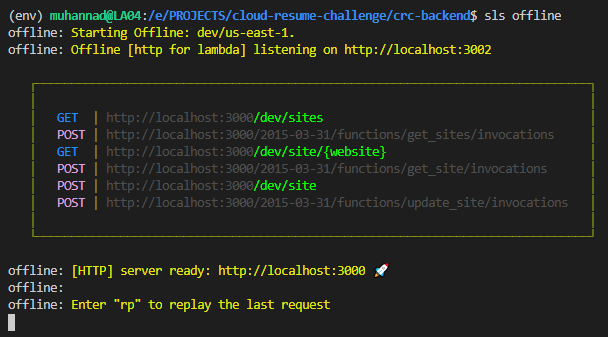 (env) muhannad@LA04:/e/PROJECTS/cloud-resume-challenge/crc-backend$ sls offline
offline: Starting Offline: dev/us-east-1.
offline: Offline [http for lambda] listening on http://localhost:3002
GET | http://localhost:3000/dev/sites
POST | http://localhost:3000/2015-03-31/functions/get_sites/invocations
GET | http://localhost:3000/dev/site/{website}
POST | http://localhost:3000/2015-03-31/functions/get_site/invocations
POST | http://localhost:3000/dev/site
POST | http://localhost:3000/2015-03-31/functions/update_site/invocations
offline: [HTTP] server ready: http://localhost:3000 🚀
offline:
offline: Enter "rp" to replay the last request